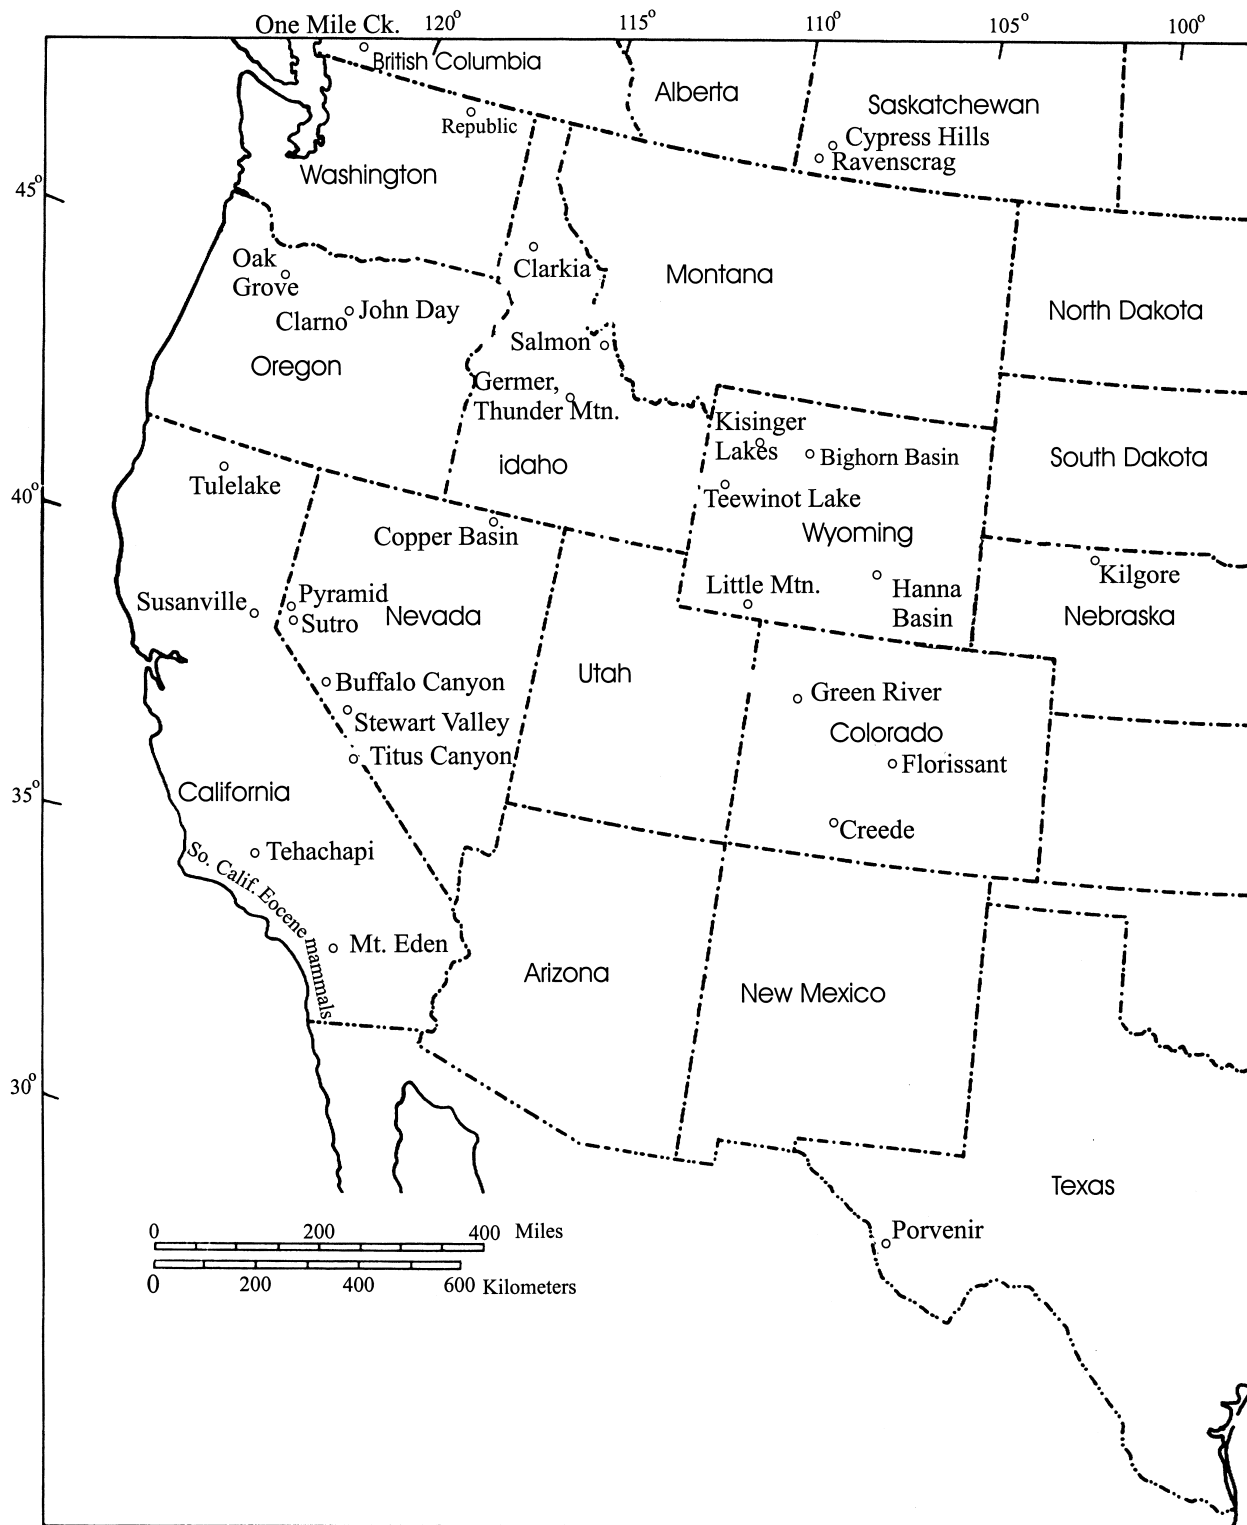 One Mile Ck.
120°
115°
110°
105°
100°
British Columbia
Alberta
Saskatchewan
Republic
Cypress Hills
Ravenscrag
Washington
45°
Oak
Grove
Clarkia
Montana
John Day
Clarno
North Dakota
Salmon
Oregon
Germer,
Thunder Mtn.
Kisinger
Lakes
Bighorn Basin
South Dakota
idaho
Tulelake
40°
Teewinot Lake
Wyoming
Copper Basin
Kilgore
Little Mtn.
Hanna
Basin
Pyramid
Susanville
Sutro
Nevada
Nebraska
Utah
Buffalo Canyon
Green River
Stewart Valley
Colorado
Titus Canyon
Florissant
California
35°
Creede
Tehachapi
So. Calif. Eocene mammals
Mt. Eden
Arizona
New Mexico
30°
Texas
Porvenir
0 200 400 Miles
0 200 400 600 Kilometers